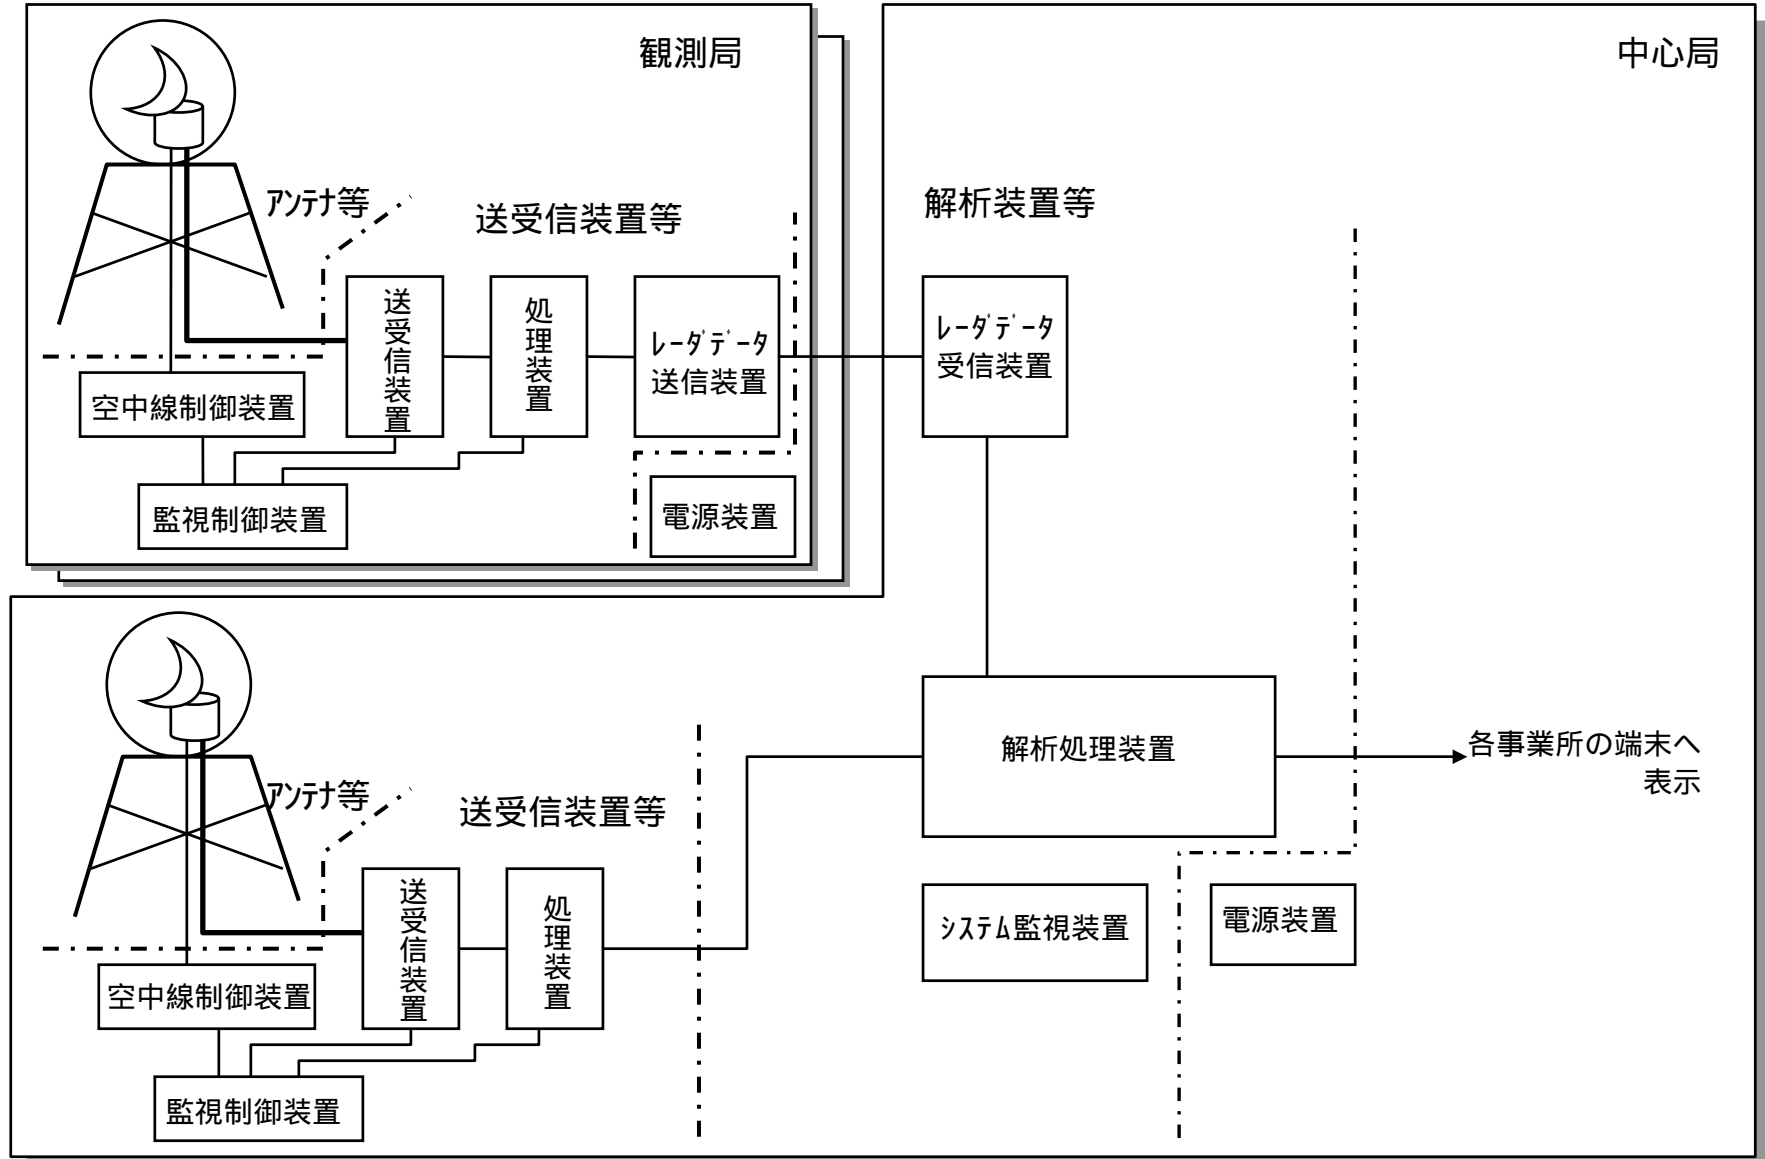 観測局
中心局
ｱﾝﾃﾅ等
送受信装置等
解析装置等
送受信装置
処理装置
ﾚｰﾀﾞﾃﾞｰﾀ
送信装置
ﾚｰﾀﾞﾃﾞｰﾀ
受信装置
空中線制御装置
監視制御装置
電源装置
ｱﾝﾃﾅ等
送受信装置等
解析処理装置
各事業所の端末へ
表示
送受信装置
処理装置
ｼｽﾃﾑ監視装置
電源装置
空中線制御装置
監視制御装置